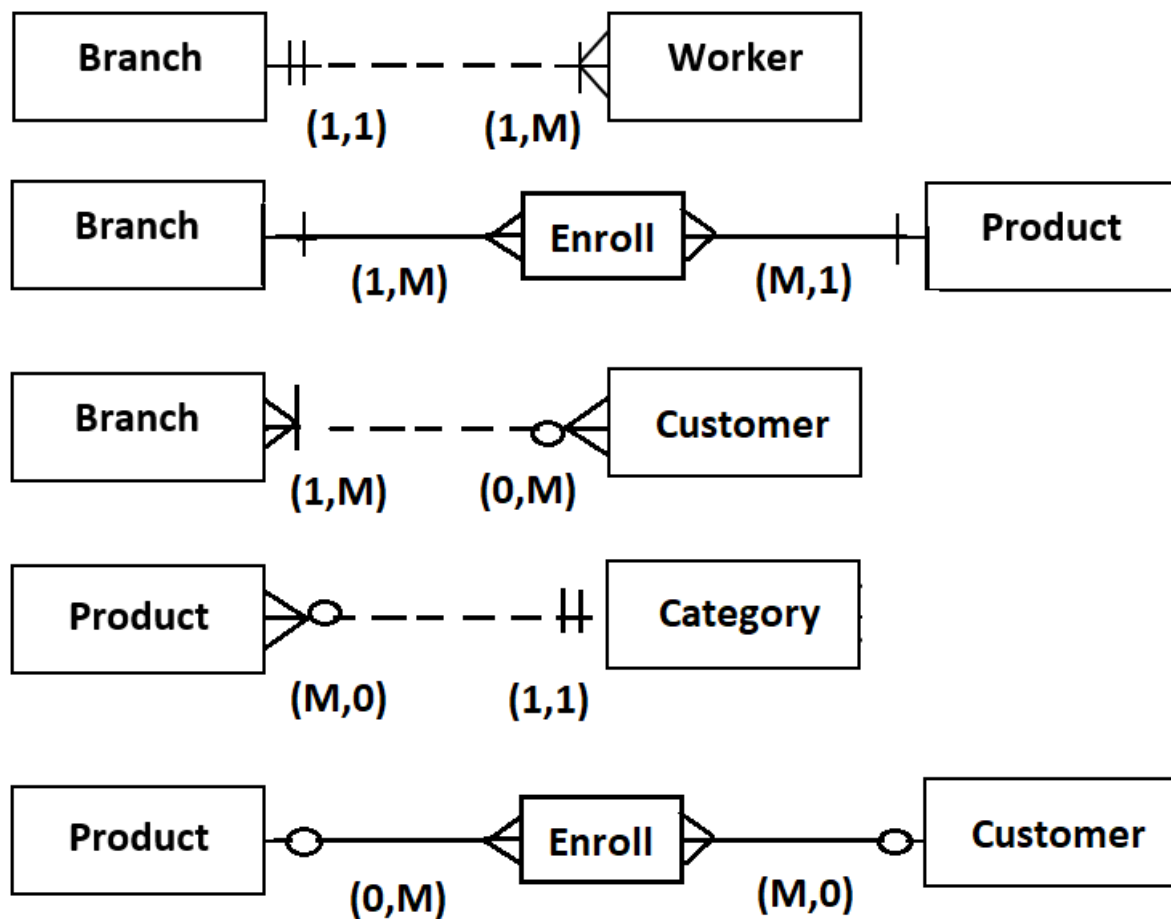 Branch Worker
(1,1) (1,M)
Branch Enroll Product
(1,M) (M,1)
Branch Customer
(1,M) (0,M)
Product Category
(M,0) (1,1)
Product Enroll Customer
(0,M) (M,0)